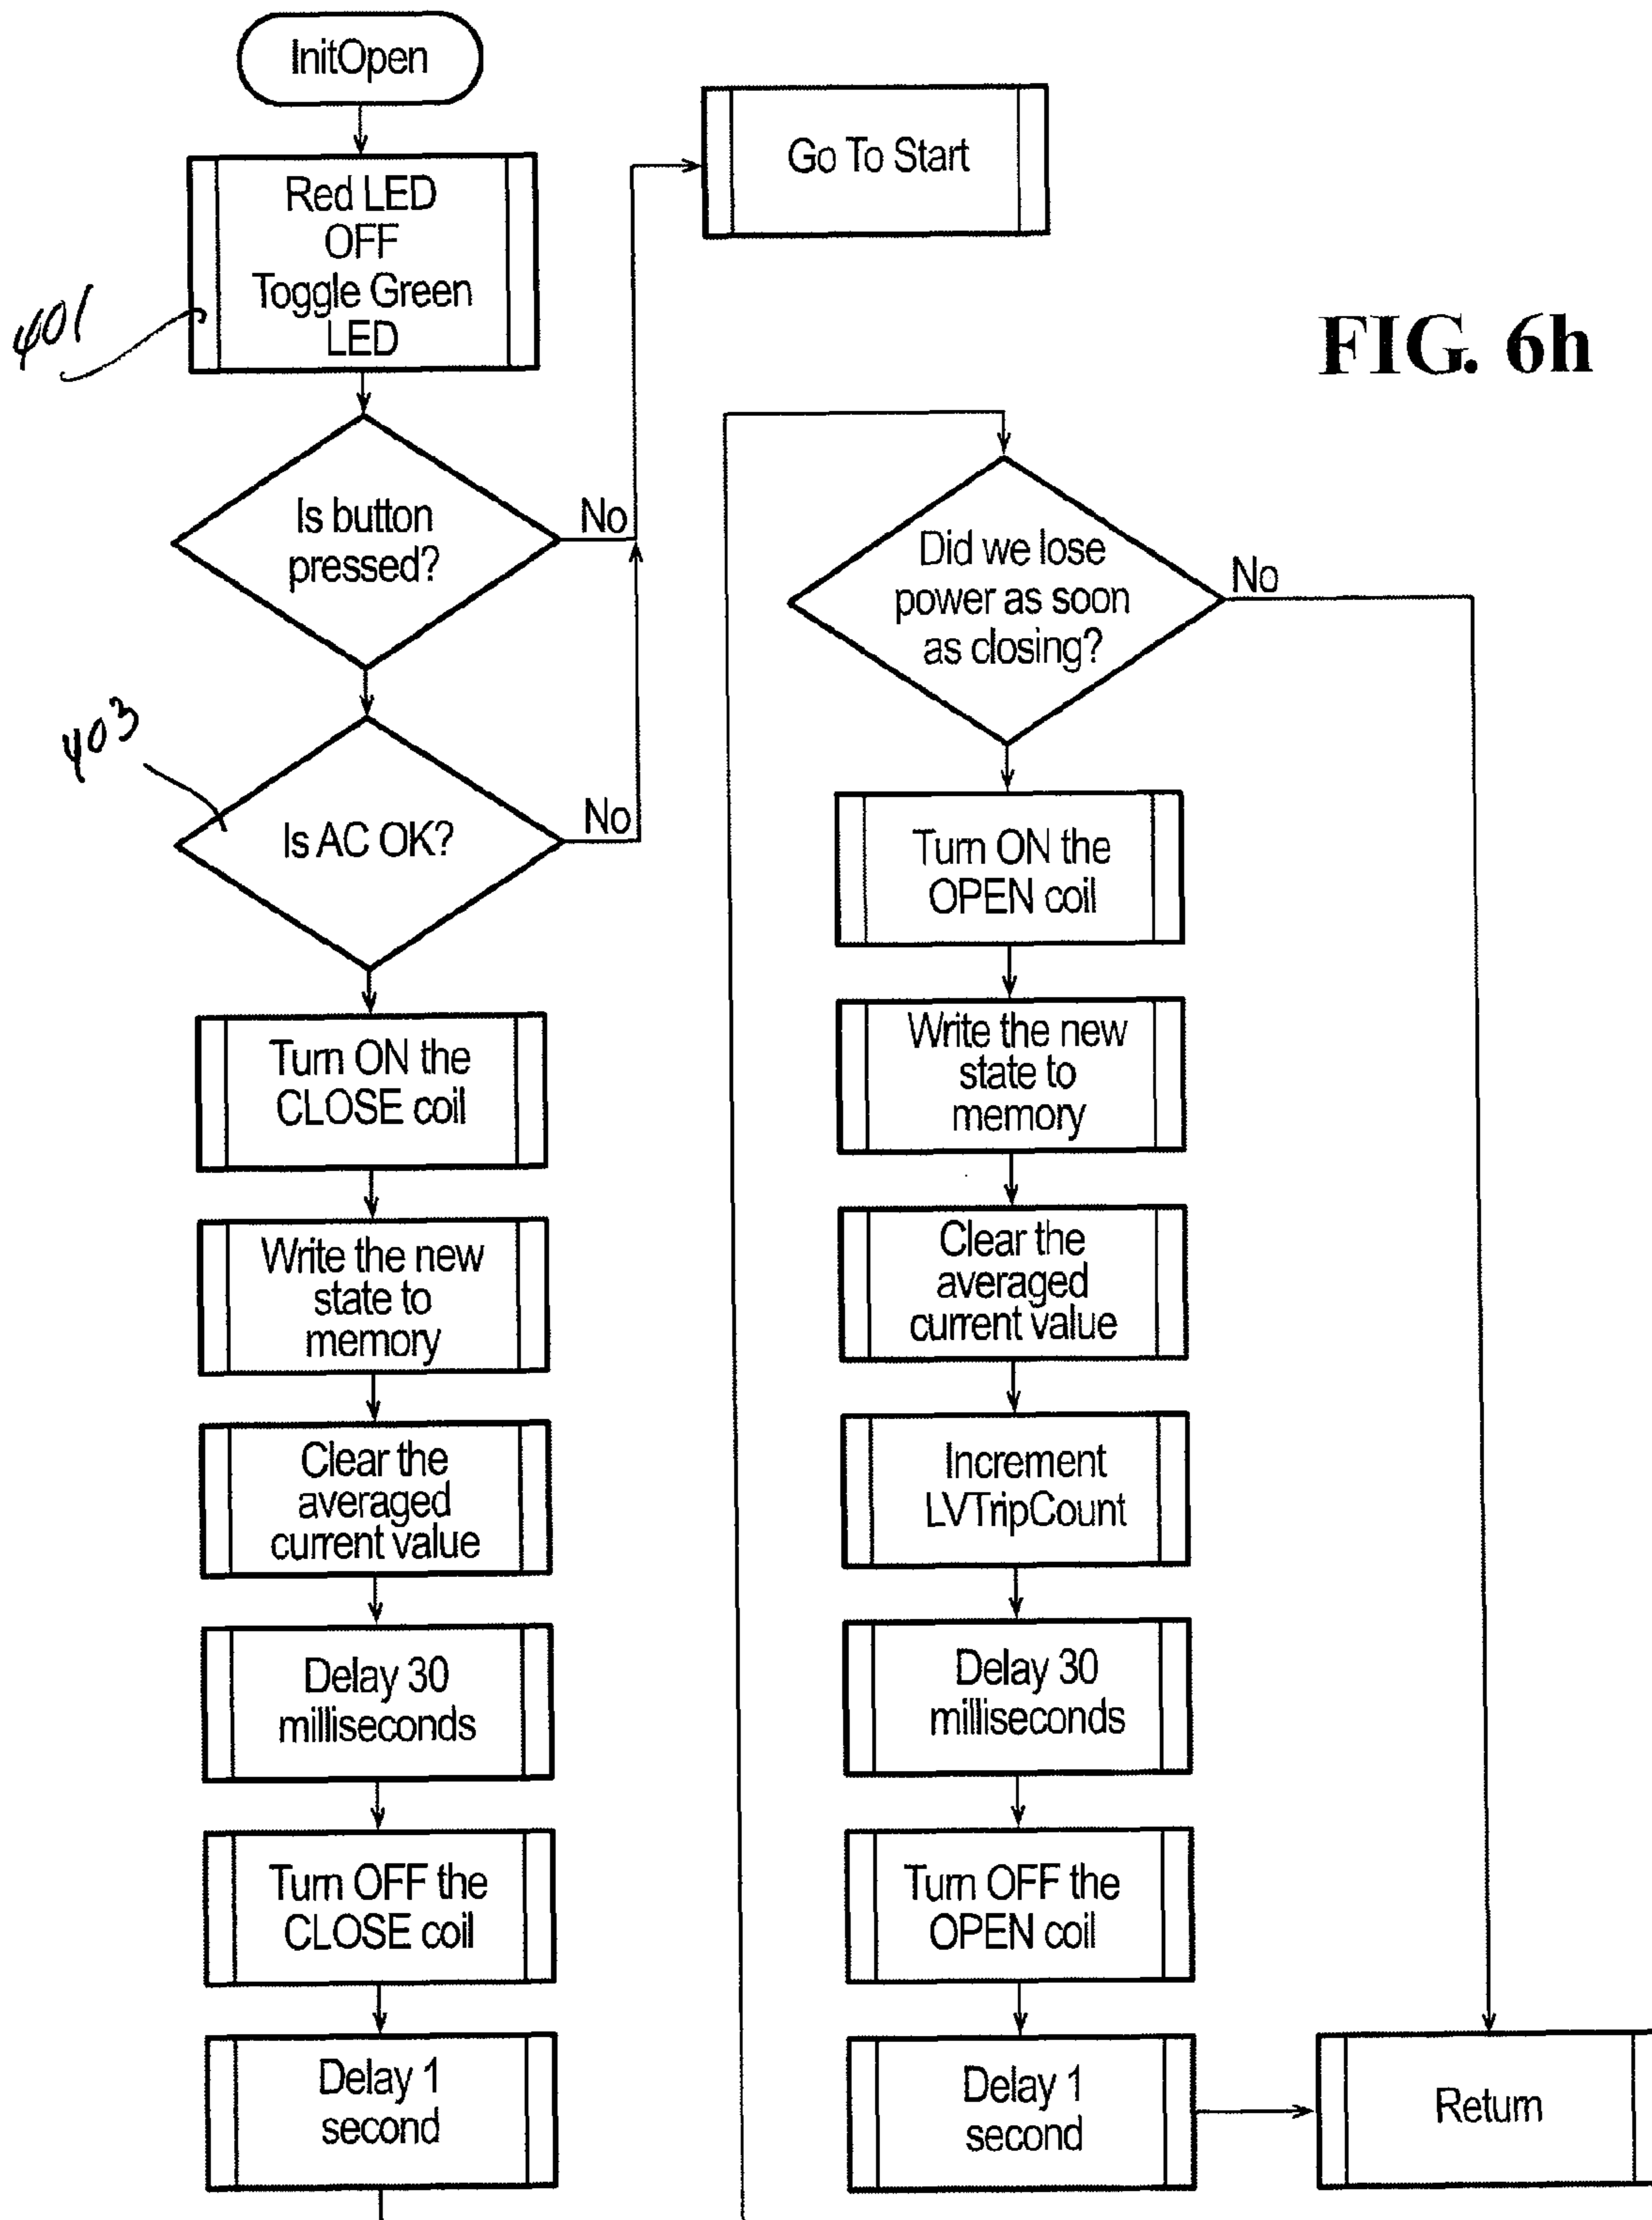 InitOpen
Red LED
OFF
Toggle Green
LED
401
Is button
pressed?
No
Go To Start
FIG. 6h
Is AC OK?
No
403
Turn ON the
CLOSE coil
Write the new
state to
memory
Clear the
averaged
current value
Delay 30
milliseconds
Turn OFF the
CLOSE coil
Delay 1
second
Did we lose
power as soon
as closing?
No
Turn ON the
OPEN coil
Write the new
state to
memory
Clear the
averaged
current value
Increment
LVTripCount
Delay 30
milliseconds
Turn OFF the
OPEN coil
Delay 1
second
Return